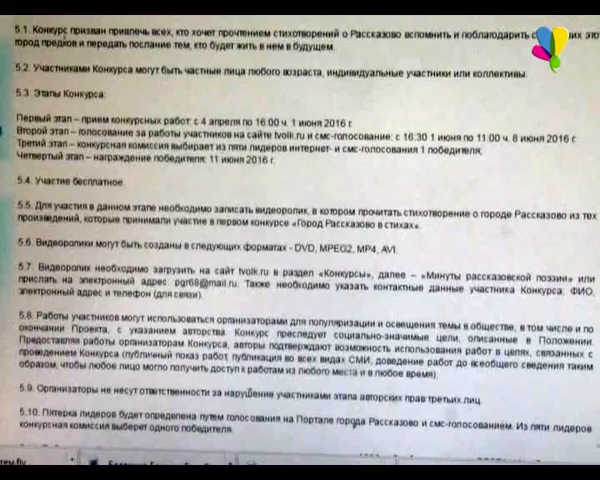 5.1. Конкурс призван привлечь всех, кто хочет прочтением стихотворений о Рассказово вспомнить и поблагодарить
город предков и передать послание тем, кто будет жить в нем в будущем.
5.2. Участниками Конкурса могут быть частные лица любого возраста, индивидуальные участники или коллективы.
5.3. Этапы Конкурса:
Первый этап – прием конкурсных работ: с 4 апреля по 16:00 ч. 1 июня 2016 г.
Второй этап – голосование за работы участников на сайте tvolk.ru и смс-голосование: с 16:30 1 июня по 11:00 ч. 8 июня 2016 г.
Третий этап – конкурсная комиссия выбирает из пяти лидеров интернет- и смс-голосования 1 победителя;
Четвертый этап – награждение победителя: 11 июня 2016 г.
5.4. Участие бесплатное.
5.5. Для участия в данном этапе необходимо записать видеоролик, в котором прочитать стихотворение о городе Рассказово из тех
произведений, которые принимали участие в первом конкурсе «Город Рассказово в стихах».
5.6. Видеоролики могут быть созданы в следующих форматах - DVD, MPEG2, MP4, AVI.
5.7. Видеоролик необходимо загрузить на сайт tvolk.ru в раздел «Конкурсы», далее – «Минуты рассказовской поэзии» или
прислать на электронный адрес: pgr68@mail.ru. Также необходимо указать контактные данные участника Конкурса: ФИО,
электронный адрес и телефон (для связи).
5.8. Работы участников могут использоваться организаторами для популяризации и освещения темы в обществе, в том числе и по
окончании Проекта, с указанием авторства. Конкурс преследует социально-значимые цели, описанные в Положении.
Предоставляя работы организаторам Конкурса, авторы подтверждают возможность использования работ в целях, связанных с
проведением Конкурса (публичный показ работ, публикация во всех видах СМИ, доведение работ до всеобщего сведения таким
образом, чтобы любое лицо могло получить доступ к работам из любого места и в любое время).
5.9. Организаторы не несут ответственности за нарушение участниками этапа авторских прав третьих лиц.
5.10. Пятерка лидеров будет определена путем голосования на Портале города Рассказово и смс-голосованием. Из пяти лидеров
конкурсная комиссия выберет одного победителя.